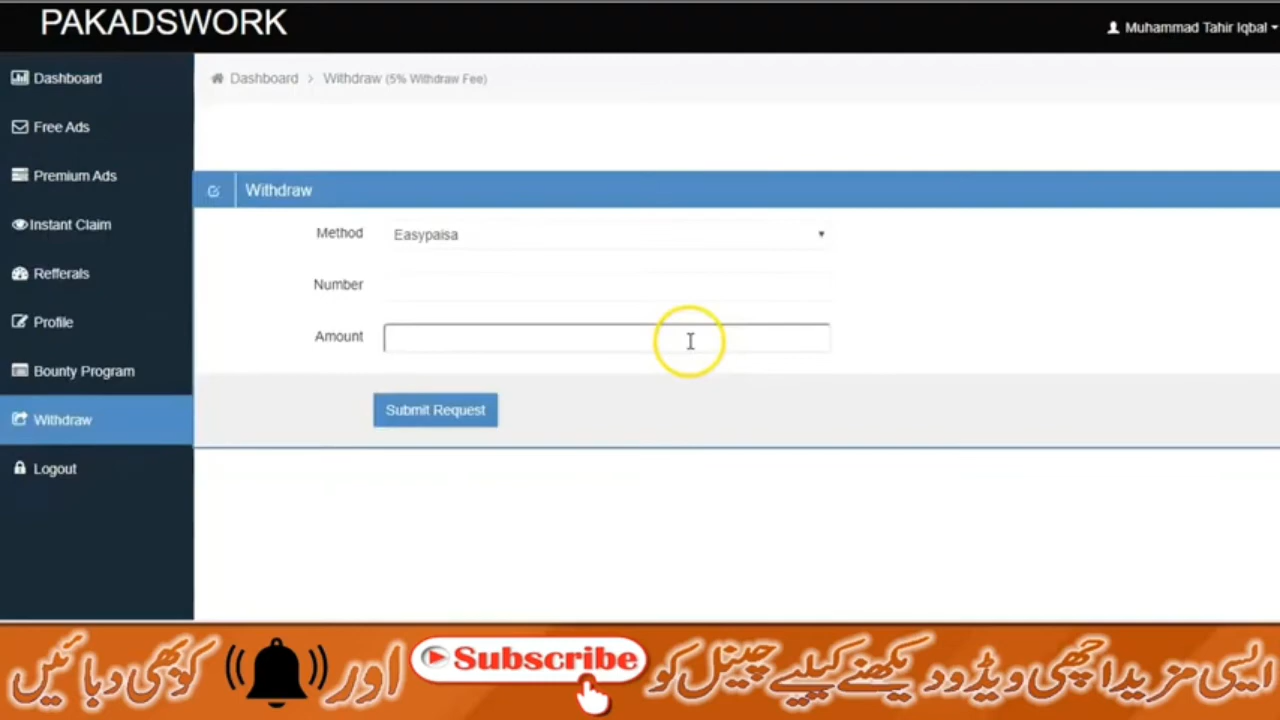 PAKADSWORK
Muhammad Tahir Iqbal
Dashboard
Free Ads
Premium Ads
Instant Claim
Refferals
Profile
Bounty Program
Withdraw
Logout
Dashboard > Withdraw (5% Withdraw Fee)
Withdraw
Method Easypaisa
Number
Amount
Submit Request
ایسی مزید اچھی ویڈوو دیکھنے کیلیے چینل کو Subscribe اور کو بھی دبائیں